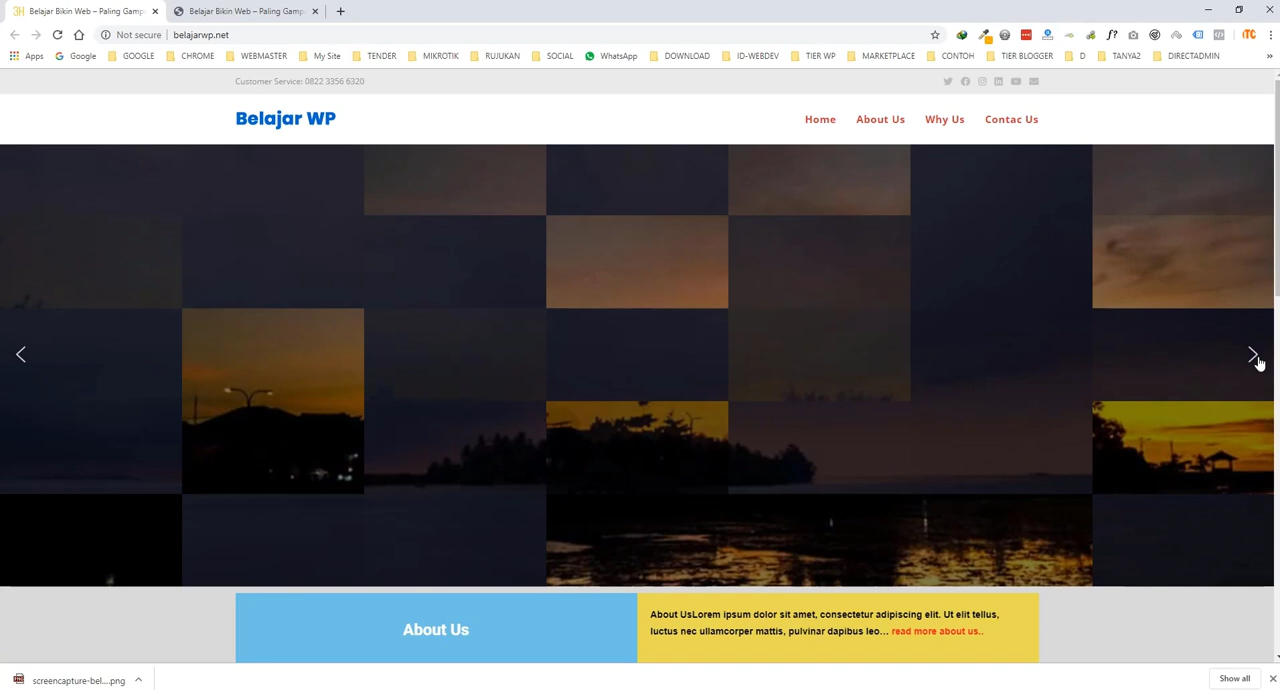 Belajar Bikin Web – Paling Gamp
Belajar Bikin Web – Paling Gamp
Not secure
belajarwp.net
Apps
Google
GOOGLE
CHROME
WEBMASTER
My Site
TENDER
MIKROTIK
RUJUKAN
SOCIAL
WhatsApp
DOWNLOAD
ID-WEBDEV
TIER WP
MARKETPLACE
CONTOH
TIER BLOGGER
D
TANYA2
DIRECTADMIN
Customer Service: 0822 3356 6320
Belajar WP
Home
About Us
Why Us
Contac Us
About Us
About UsLorem ipsum dolor sit amet, consectetur adipiscing elit. Ut elit tellus,
luctus nec ullamcorper mattis, pulvinar dapibus leo... read more about us..
screencapture-bel....png
Show all